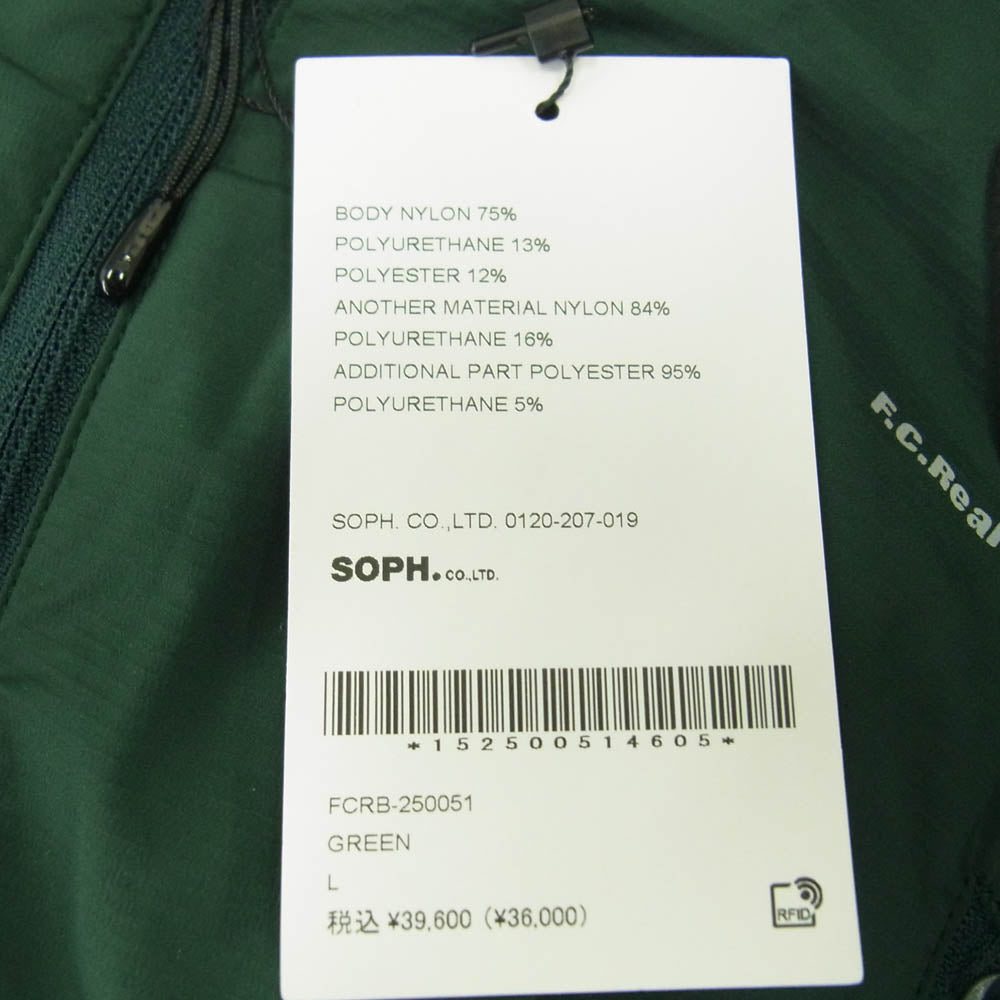 BODY NYLON 75%
POLYURETHANE 13%
POLYESTER 12%
ANOTHER MATERIAL NYLON 84%
POLYURETHANE 16%
ADDITIONAL PART POLYESTER 95%
POLYURETHANE 5%
F.C.Real
SOPH. CO.,LTD. 0120-207-019
SOPH. CO.,LTD.
*152500514605*
FCRB-250051
GREEN
L
税込 ¥39,600 (¥36,000)
RFID